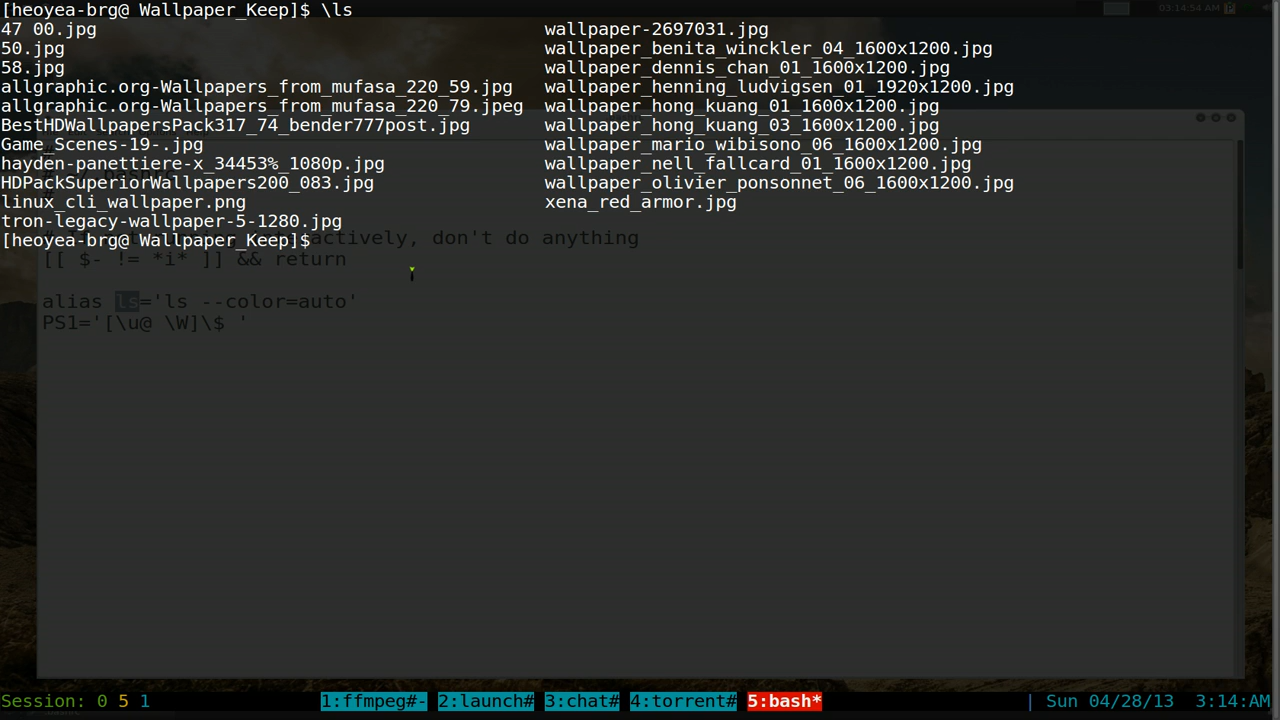 [heoyea-brg@ Wallpaper_Keep]$ \ls
03:14:54 AM
47 00.jpg wallpaper-2697031.jpg
50.jpg wallpaper_benita_winckler_04_1600x1200.jpg
58.jpg wallpaper_dennis_chan_01_1600x1200.jpg
allgraphic.org-Wallpapers_from_mufasa_220_59.jpg wallpaper_henning_ludvigsen_01_1920x1200.jpg
allgraphic.org-Wallpapers_from_mufasa_220_79.jpeg wallpaper_hong_kuang_01_1600x1200.jpg
BestHDWallpapersPack317_74_bender777post.jpg wallpaper_hong_kuang_03_1600x1200.jpg
Game_Scenes-19-.jpg wallpaper_mario_wibisono_06_1600x1200.jpg
hayden-panettiere-x_34453%_1080p.jpg wallpaper_nell_fallcard_01_1600x1200.jpg
HDPackSuperiorWallpapers200_083.jpg wallpaper_olivier_ponsonnet_06_1600x1200.jpg
linux_cli_wallpaper.png xena_red_armor.jpg
tron-legacy-wallpaper-5-1280.jpg
[heoyea-brg@ Wallpaper_Keep]$
actively, don't do anything
[[ $- != *i* ]] && return
alias ls='ls --color=auto'
PS1='[\u@ \W]\$ '
Session: 0 5 1 1:ffmpeg#- 2:launch# 3:chat# 4:torrent# 5:bash* | Sun 04/28/13 3:14:AM